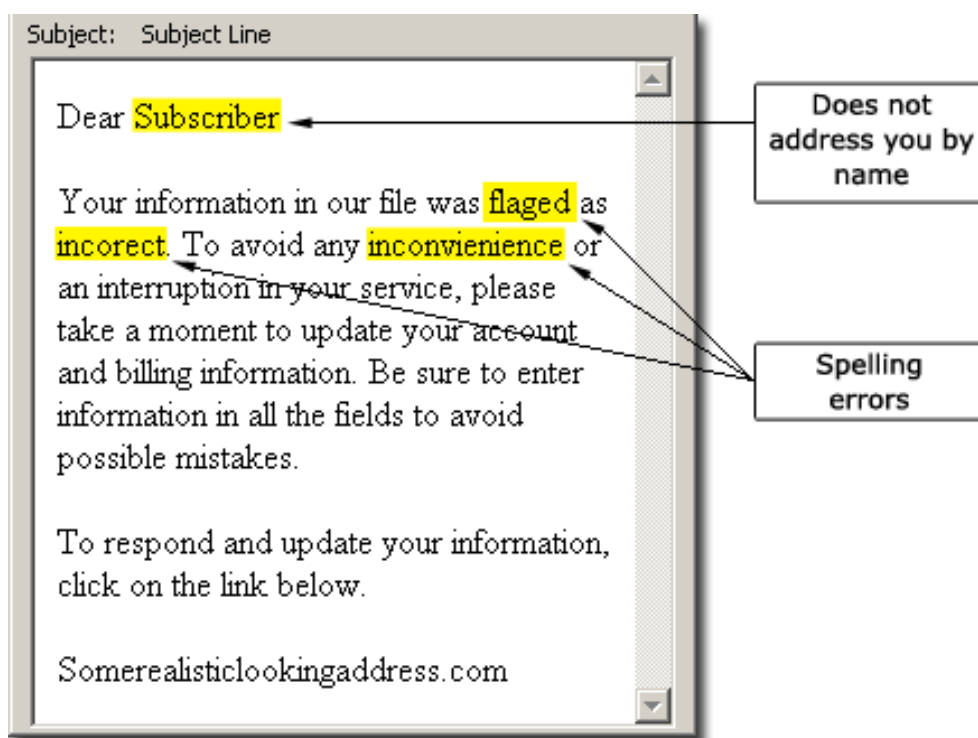 Subject: Subject Line
Dear Subscriber
Does not
address you by
name
Your information in our file was flaged as
incorect. To avoid any inconvienience or
an interruption in your service, please
take a moment to update your account
and billing information. Be sure to enter
information in all the fields to avoid
possible mistakes.
Spelling
errors
To respond and update your information,
click on the link below.
Somerealisticlookingaddress.com